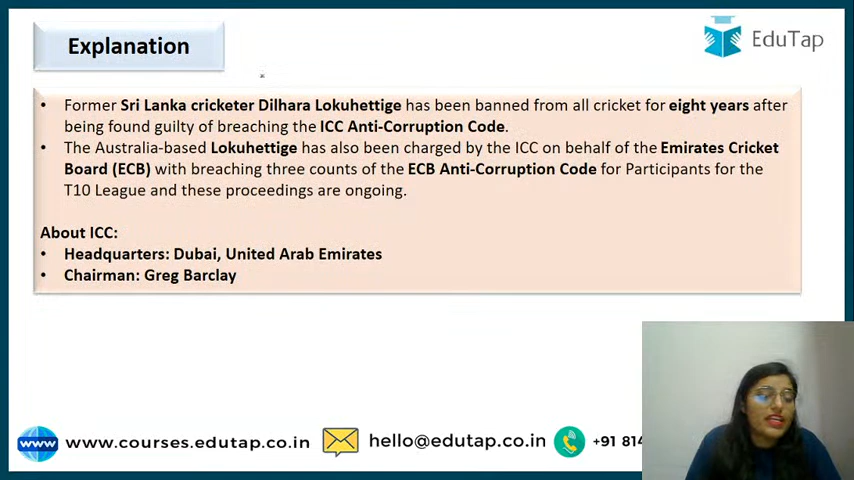 Explanation
EduTap
• Former Sri Lanka cricketer Dilhara Lokuhettige has been banned from all cricket for eight years after
being found guilty of breaching the ICC Anti-Corruption Code.
• The Australia-based Lokuhettige has also been charged by the ICC on behalf of the Emirates Cricket
Board (ECB) with breaching three counts of the ECB Anti-Corruption Code for Participants for the
T10 League and these proceedings are ongoing.
About ICC:
• Headquarters: Dubai, United Arab Emirates
• Chairman: Greg Barclay
www www.courses.edutap.co.in hello@edutap.co.in +91 814